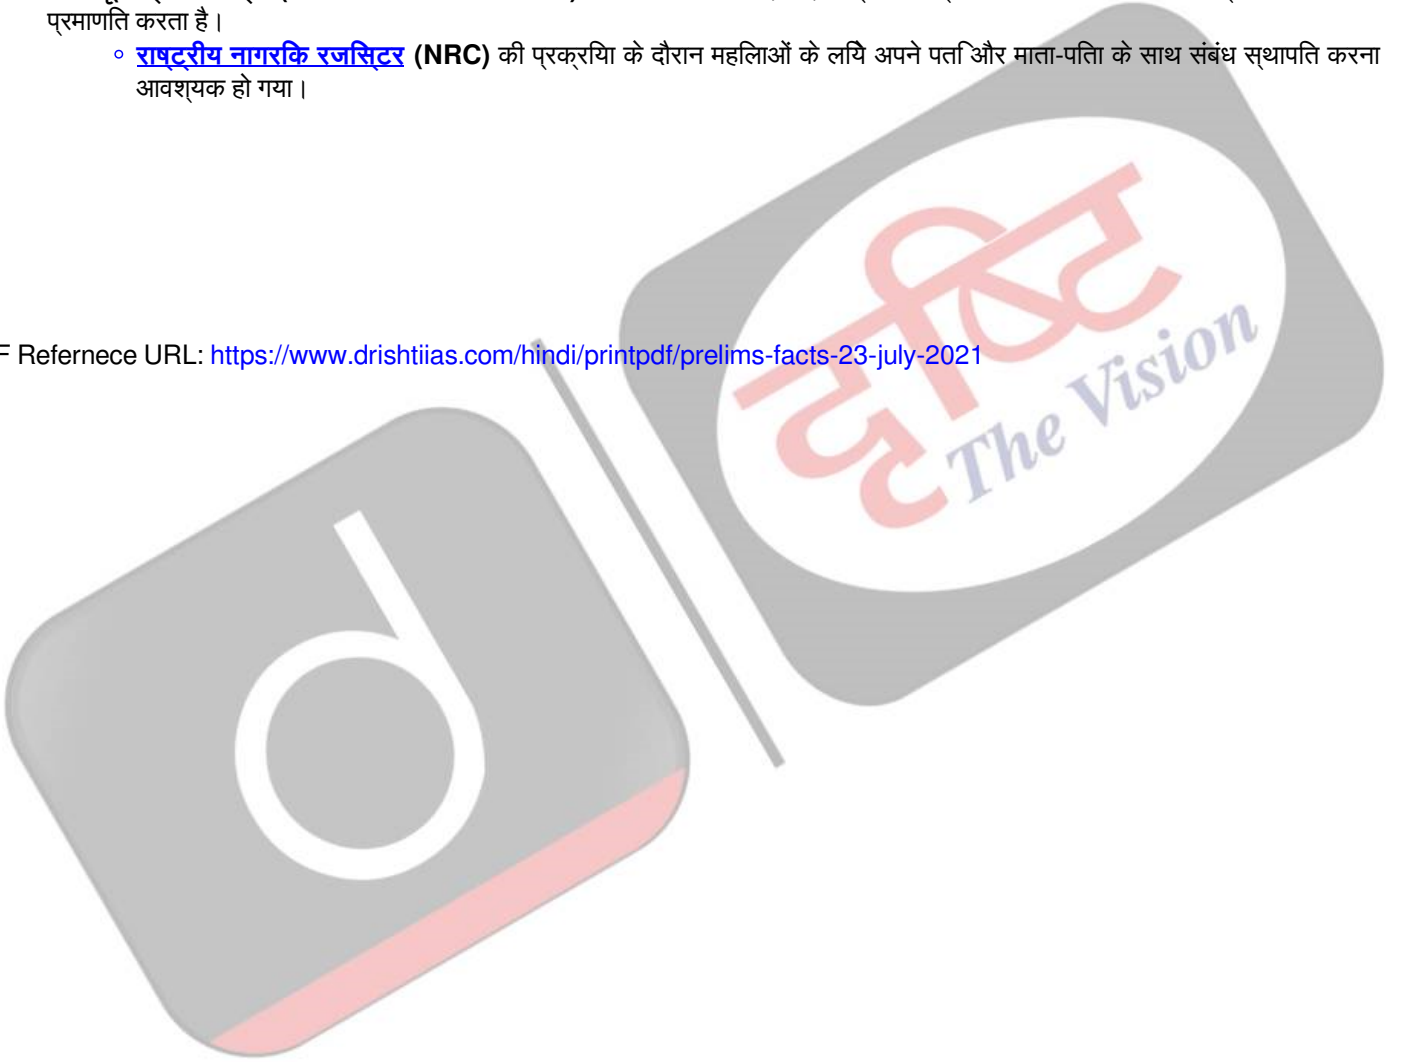 प्रमाणित करता है।
राष्ट्रीय नागरिक रजिस्टर (NRC) की प्रक्रिया के दौरान महिलाओं के लिये अपने पति और माता-पिता के साथ संबंध स्थापित करना
आवश्यक हो गया।
F Refernece URL: https://www.drishtiias.com/hindi/printpdf/prelims-facts-23-july-2021
दृष्टि
The Vision
d